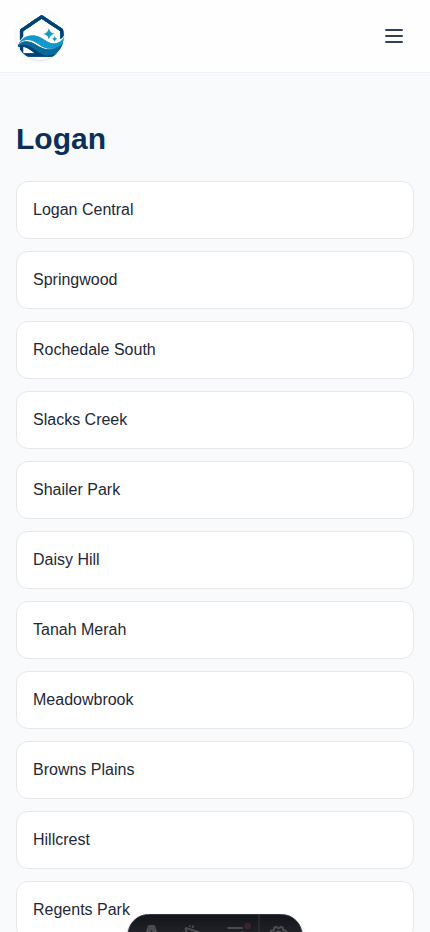 Logan
Logan Central
Springwood
Rochedale South
Slacks Creek
Shailer Park
Daisy Hill
Tanah Merah
Meadowbrook
Browns Plains
Hillcrest
Regents Park